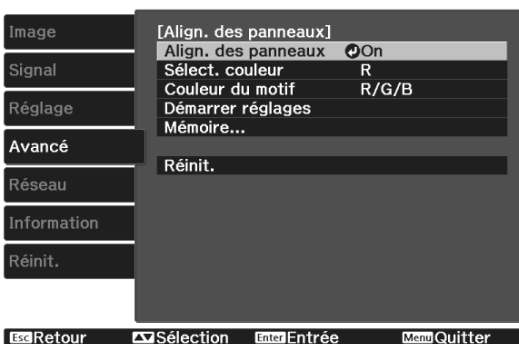 Image
Signal
Réglage
Avancé
Réseau
Information
Réinit.
[Align. des panneaux]
Align. des panneaux On
Sélect. couleur R
Couleur du motif R/G/B
Démarrer réglages
Mémoire...
Réinit.
Esc Retour Sélection Enter Entrée Menu Quitter